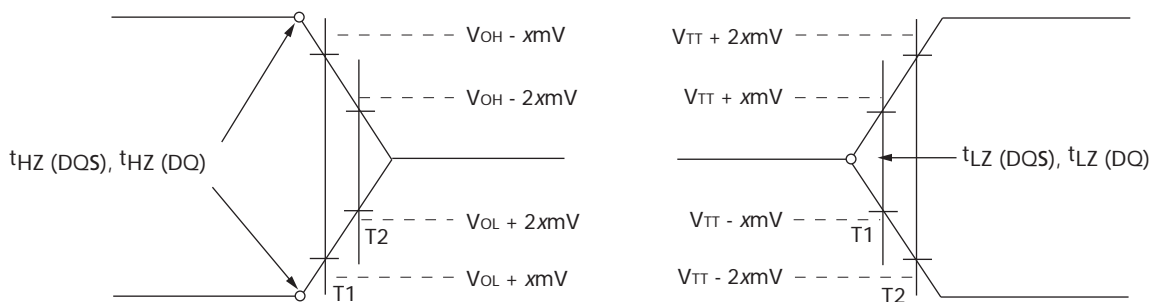 VOH - xmV
VOH - 2xmV
tHZ (DQS), tHZ (DQ)
VOL + 2xmV
T2
VOL + xmV
T1
VTT + 2xmV
VTT + xmV
tLZ (DQS), tLZ (DQ)
VTT - xmV
T1
VTT - 2xmV
T2